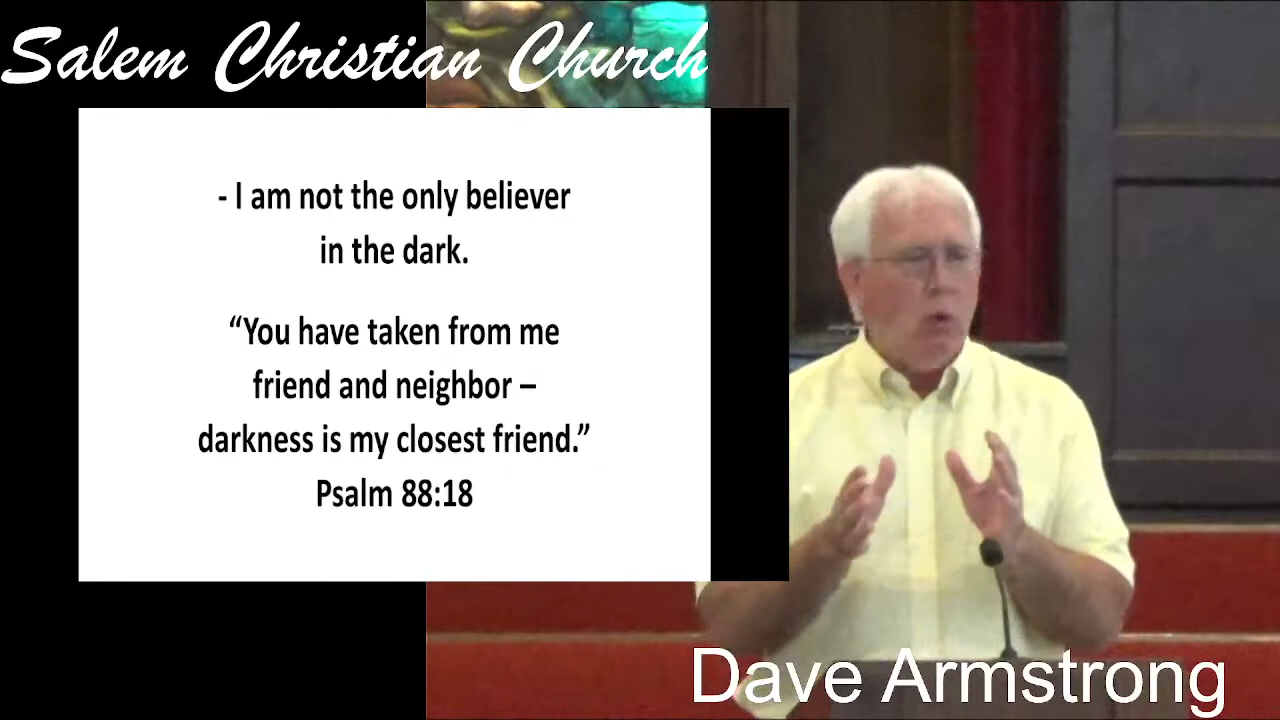 Salem Christian Church
- I am not the only believer
in the dark.
“You have taken from me
friend and neighbor –
darkness is my closest friend.”
Psalm 88:18
Dave Armstrong